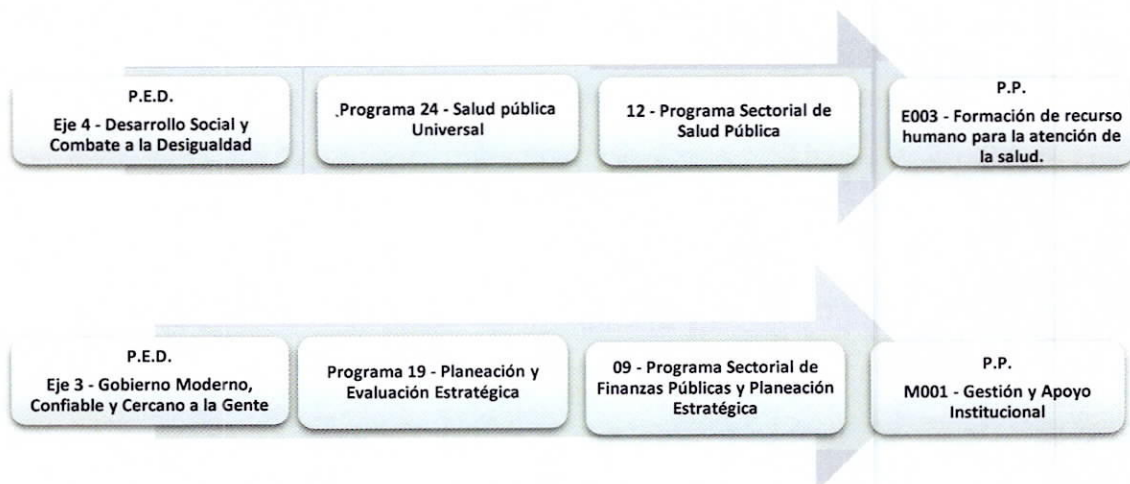 P.E.D.
Eje 4 - Desarrollo Social y
Combate a la Desigualdad
.Programa 24 - Salud pública
Universal
12 - Programa Sectorial de
Salud Pública
P.P.
E003 - Formación de recurso
humano para la atención de
la salud.
P.E.D.
Eje 3 - Gobierno Moderno,
Confiable y Cercano a la Gente
Programa 19 - Planeación y
Evaluación Estratégica
09 - Programa Sectorial de
Finanzas Públicas y Planeación
Estratégica
P.P.
M001 - Gestión y Apoyo
Institucional